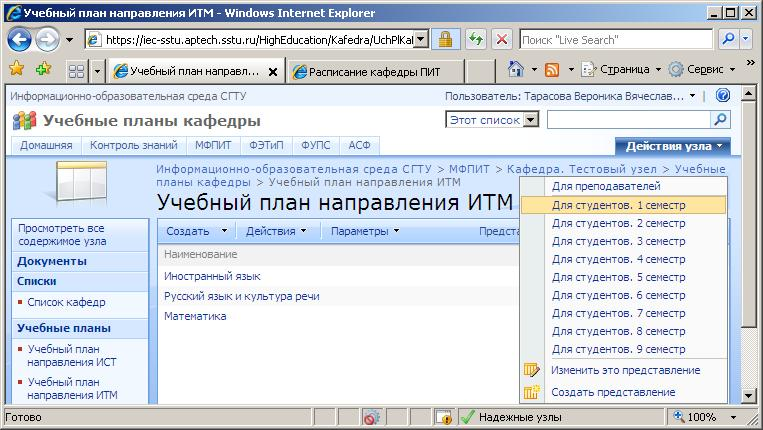 Учебный план направления ИТМ - Windows Internet Explorer
https://iec-sstu.aptech.sstu.ru/HighEducation/Kafedra/UchPlKaf
Поиск "Live Search"
Учебный план направл...
Расписание кафедры ПИТ
Страница
Сервис
Информационно-образовательная среда СГТУ
Пользователь: Тарасова Вероника Вячеслав...
Учебные планы кафедры
Этот список
Домашняя
Контроль знаний
МФПИТ
ФЭТиП
ФУПС
АСФ
Действия узла
Информационно-образовательная среда СГТУ > МФПИТ > Кафедра. Тестовый узел > Учебные
планы кафедры > Учебный план направления ИТМ
Учебный план направления ИТМ
Просмотреть все
содержимое узла
Документы
Списки
Список кафедр
Учебные планы
Учебный план
направления ИСТ
Учебный план
направления ИТМ
Создать
Действия
Параметры
Предста
Наименование
Иностранный язык
Русский язык и культура речи
Математика
Для преподавателей
Для студентов. 1 семестр
Для студентов. 2 семестр
Для студентов. 3 семестр
Для студентов. 4 семестр
Для студентов. 5 семестр
Для студентов. 6 семестр
Для студентов. 7 семестр
Для студентов. 8 семестр
Для студентов. 9 семестр
Изменить это представление
Создать представление
Готово
Надежные узлы
100%